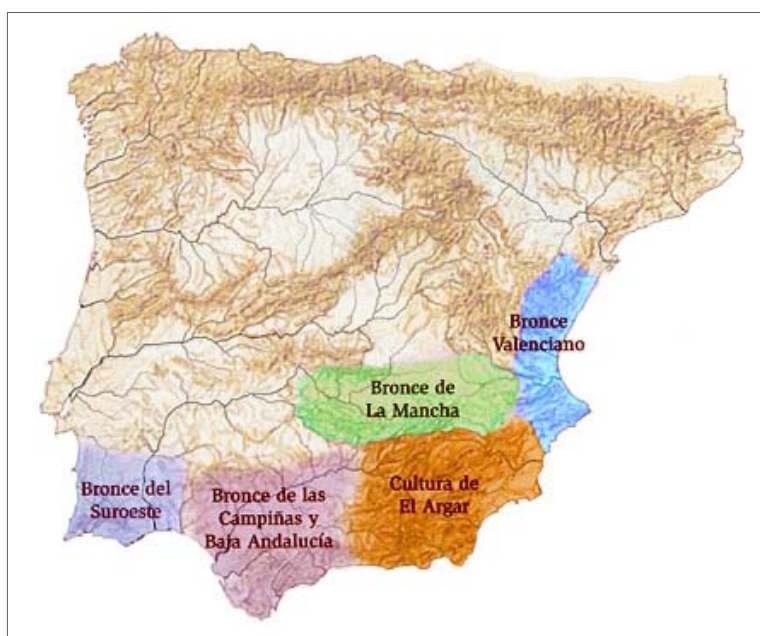 Bronce
Valenciano
Bronce de
La Mancha
Cultura de
El Argar
Bronce de las
Campiñas y
Baja Andalucía
Bronce del
Suroeste